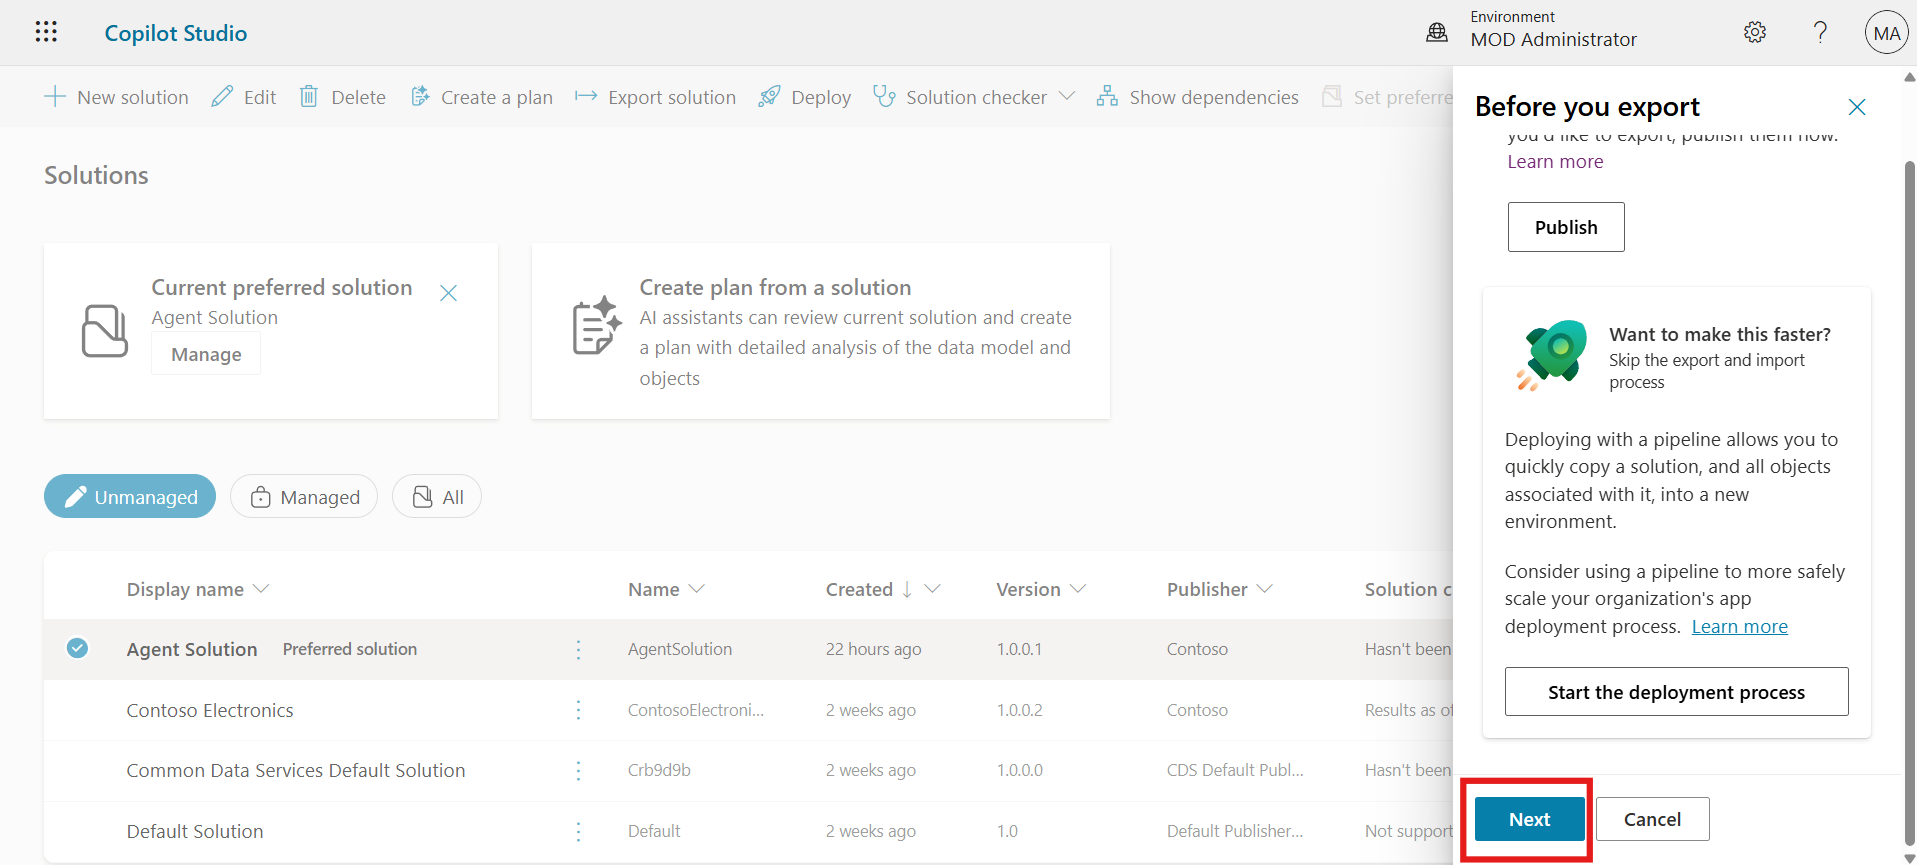 Copilot Studio
Environment
MOD Administrator
MA
New solution
Edit
Delete
Create a plan
Export solution
Deploy
Solution checker
Show dependencies
Set preferre
Before you export
you'd like to export, publish them now.
Learn more
Publish
Solutions
Current preferred solution
Agent Solution
Manage
Create plan from a solution
AI assistants can review current solution and create
a plan with detailed analysis of the data model and
objects
Want to make this faster?
Skip the export and import
process
Deploying with a pipeline allows you to
quickly copy a solution, and all objects
associated with it, into a new
environment.
Consider using a pipeline to more safely
scale your organization's app
deployment process. Learn more
Start the deployment process
Next
Cancel
Unmanaged
Managed
All
Display name
Name
Created
Version
Publisher
Solution c
Agent Solution Preferred solution AgentSolution 22 hours ago 1.0.0.1 Contoso Hasn't been
Contoso Electronics ContosoElectroni... 2 weeks ago 1.0.0.2 Contoso Results as of
Common Data Services Default Solution Crb9d9b 2 weeks ago 1.0.0.0 CDS Default Publ... Hasn't been
Default Solution Default 2 weeks ago 1.0 Default Publisher... Not support